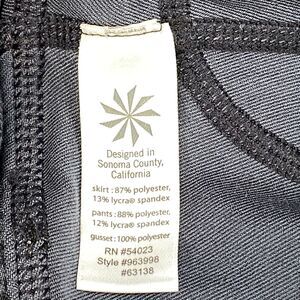 Designed in
Sonoma County,
California
skirt: 87% polyester,
13% lycra® spandex
pants: 88% polyester,
12% lycra® spandex
gusset: 100% polyester
RN #54023
Style #963998
#63138